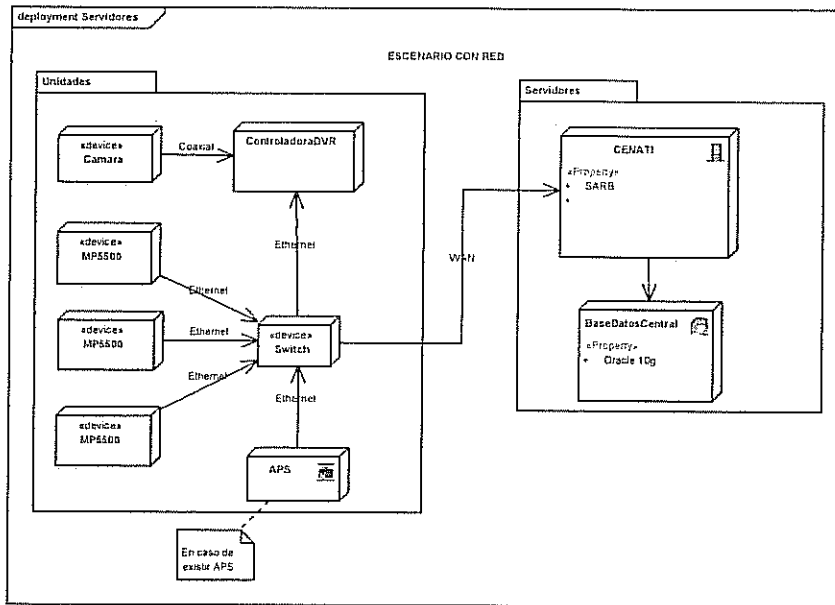 deployment Servidores
ESCENARIO CON RED
Unidades
«device»
Camara
Coaxial
ControladoraDVR
«device»
MP5500
Ethernet
Ethernet
«device»
MP5500
Ethernet
«device»
Switch
«device»
MP5500
Ethernet
Ethernet
APS
En caso de
existir APS
WAN
Servidores
CENATI
«Property»
SARB
BaseDatosCentral
«Property»
Oracle 10g